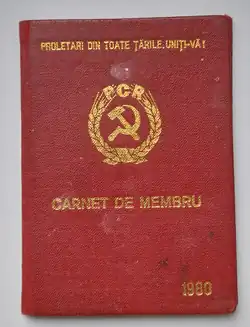 PROLETARI DIN TOATE ȚĂRILE, UNIȚI-VĂ!
PCR
CARNET DE MEMBRU
1980